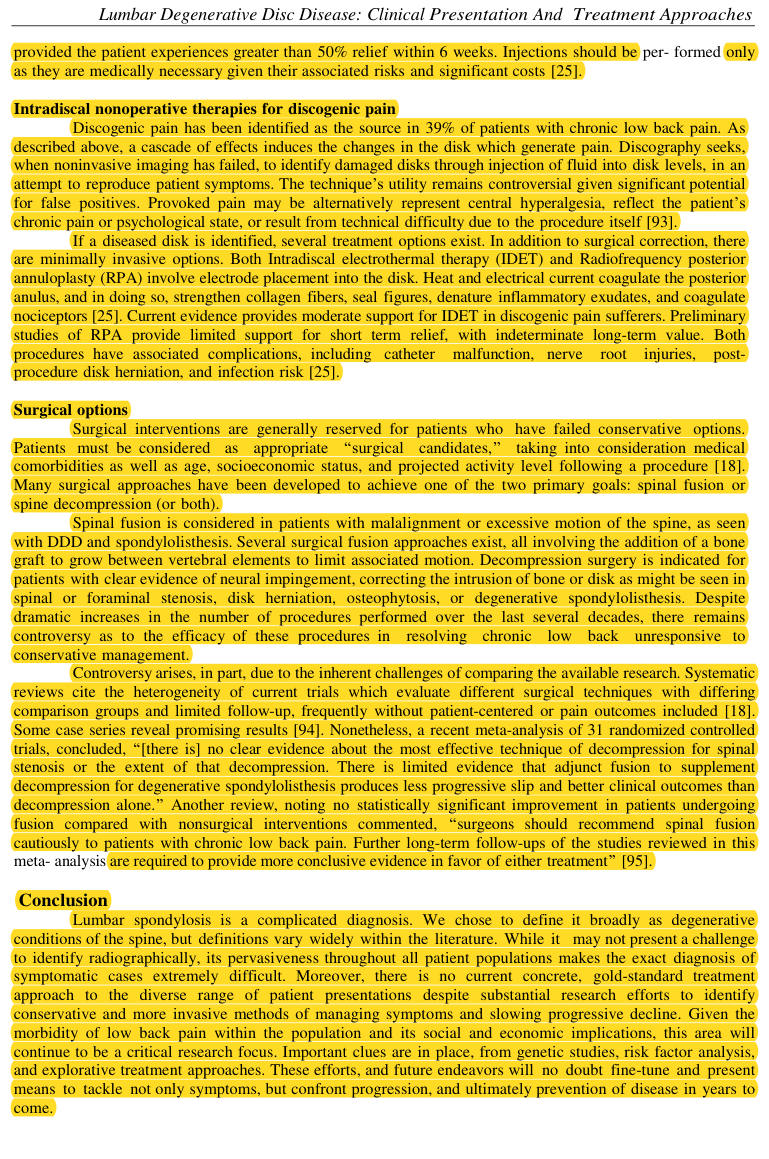 Lumbar Degenerative Disc Disease: Clinical Presentation And Treatment Approaches
provided the patient experiences greater than 50% relief within 6 weeks. Injections should be per- formed only
as they are medically necessary given their associated risks and significant costs [25].
Intradiscal nonoperative therapies for discogenic pain
Discogenic pain has been identified as the source in 39% of patients with chronic low back pain. As
described above, a cascade of effects induces the changes in the disk which generate pain. Discography seeks,
when noninvasive imaging has failed, to identify damaged disks through injection of fluid into disk levels, in an
attempt to reproduce patient symptoms. The technique's utility remains controversial given significant potential
for false positives. Provoked pain may be alternatively represent central hyperalgesia, reflect the patient's
chronic pain or psychological state, or result from technical difficulty due to the procedure itself [93].
If a diseased disk is identified, several treatment options exist. In addition to surgical correction, there
are minimally invasive options. Both Intradiscal electrothermal therapy (IDET) and Radiofrequency posterior
annuloplasty (RPA) involve electrode placement into the disk. Heat and electrical current coagulate the posterior
anulus, and in doing so, strengthen collagen fibers, seal figures, denature inflammatory exudates, and coagulate
nociceptors [25]. Current evidence provides moderate support for IDET in discogenic pain sufferers. Preliminary
studies of RPA provide limited support for short term relief, with indeterminate long-term value. Both
procedures have associated complications, including catheter malfunction, nerve root injuries, post-
procedure disk herniation, and infection risk [25].
Surgical options
Surgical interventions are generally reserved for patients who have failed conservative options.
Patients must be considered as appropriate “surgical candidates,” taking into consideration medical
comorbidities as well as age, socioeconomic status, and projected activity level following a procedure [18].
Many surgical approaches have been developed to achieve one of the two primary goals: spinal fusion or
spine decompression (or both).
Spinal fusion is considered in patients with malalignment or excessive motion of the spine, as seen
with DDD and spondylolisthesis. Several surgical fusion approaches exist, all involving the addition of a bone
graft to grow between vertebral elements to limit associated motion. Decompression surgery is indicated for
patients with clear evidence of neural impingement, correcting the intrusion of bone or disk as might be seen in
spinal or foraminal stenosis, disk herniation, osteophytosis, or degenerative spondylolisthesis. Despite
dramatic increases in the number of procedures performed over the last several decades, there remains
controversy as to the efficacy of these procedures in resolving chronic low back unresponsive to
conservative management.
Controversy arises, in part, due to the inherent challenges of comparing the available research. Systematic
reviews cite the heterogeneity of current trials which evaluate different surgical techniques with differing
comparison groups and limited follow-up, frequently without patient-centered or pain outcomes included [18].
Some case series reveal promising results [94]. Nonetheless, a recent meta-analysis of 31 randomized controlled
trials, concluded, “[there is] no clear evidence about the most effective technique of decompression for spinal
stenosis or the extent of that decompression. There is limited evidence that adjunct fusion to supplement
decompression for degenerative spondylolisthesis produces less progressive slip and better clinical outcomes than
decompression alone.” Another review, noting no statistically significant improvement in patients undergoing
fusion compared with nonsurgical interventions commented, “surgeons should recommend spinal fusion
cautiously to patients with chronic low back pain. Further long-term follow-ups of the studies reviewed in this
meta- analysis are required to provide more conclusive evidence in favor of either treatment” [95].
Conclusion
Lumbar spondylosis is a complicated diagnosis. We chose to define it broadly as degenerative
conditions of the spine, but definitions vary widely within the literature. While it may not present a challenge
to identify radiographically, its pervasiveness throughout all patient populations makes the exact diagnosis of
symptomatic cases extremely difficult. Moreover, there is no current concrete, gold-standard treatment
approach to the diverse range of patient presentations despite substantial research efforts to identify
conservative and more invasive methods of managing symptoms and slowing progressive decline. Given the
morbidity of low back pain within the population and its social and economic implications, this area will
continue to be a critical research focus. Important clues are in place, from genetic studies, risk factor analysis,
and explorative treatment approaches. These efforts, and future endeavors will no doubt fine-tune and present
means to tackle not only symptoms, but confront progression, and ultimately prevention of disease in years to
come.